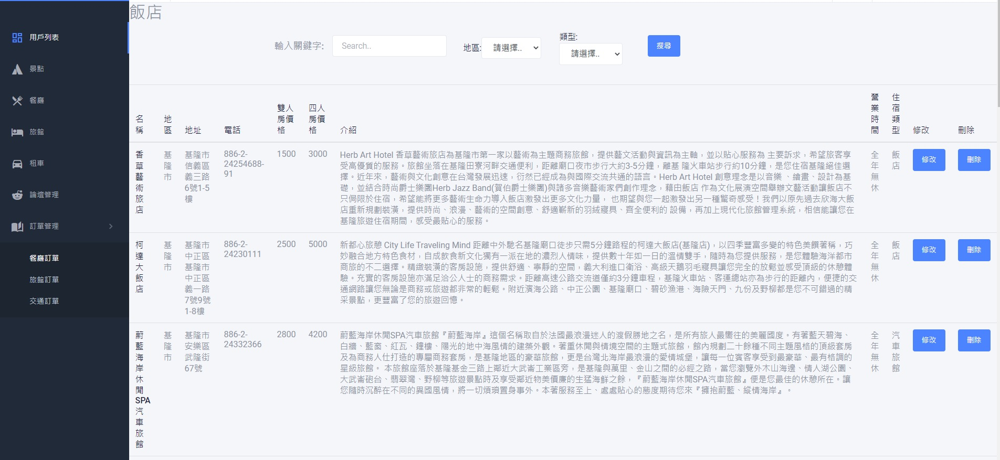 飯店
用戶列表
景點
餐廳
旅館
租車
論壇管理
訂單管理
餐廳訂單
旅館訂單
交通訂單
輸入關鍵字:
Search..
地區:
請選擇..
類型:
請選擇..
搜尋
名稱
地區
地址
電話
雙人房價格
四人房價格
介紹
營業時間
住宿類型
修改
刪除
香草藝術旅店
基隆市
基隆市
信義區
義三路
6號1-5
樓
886-2-
24254688-
91
1500
3000
Herb Art Hotel 香草藝術旅店為基隆市第一家以藝術為主題商務旅館，提供藝文活動與資訊為主軸，並以貼心服務為 主要訴求，希望旅客享
受高優質的服務。旅館坐落在基隆田寮河畔交通便利，距離廟口夜市步行大約3-5分鐘，離基 隆火車站步行約10分鐘，是您住宿基隆絕佳選
擇。近年來，藝術與文化創意在台灣發展迅速，衍然已經成為與國際交流共通的語言。Herb Art Hotel 創意理念是以音樂 、繪畫、設計為基
礎，並結合時尚爵士樂團Herb Jazz Band(賀伯爵士樂團)與諸多音樂藝術家們創作理念，藉由飯店 作為文化展演空間舉辦文藝活動讓飯店不
只侷限於住宿，希望能將更多藝術生命力導入飯店激發出更多文化力量， 也期望與您一起激發出另一種驚奇感受！我們以原先過去欣海大飯
店重新規劃裝潢，提供時尚、浪漫、藝術的空間創意、舒適嶄新的羽絨寢具、齊全便利的 設備，再加上現代化旅館管理系統，相信能讓您在
基隆旅遊住宿期間，感受最貼心的服務。
全年無休
飯店
修改
刪除
柯達大飯店
基隆市
基隆市
中正區
基隆市
中正區
義一路
7號9號
1-8樓
886-2-
24230111
2500
5000
新都心旅憩 City Life Traveling Mind 距離中外馳名基隆廟口徒步只需5分鐘路程的柯達大飯店(基隆店)，以四季豐富多變的特色美饌著稱，巧
妙融合地方特色食材，自成飲食新文化獨有一派在地的濃烈人情味，提供數十年如一日的溫情雙手，隨時為您提供服務，是您體驗海洋都市
商旅的不二選擇。精緻裝潢的客房設施，提供舒適、寧靜的空間，義大利進口衛浴、高級天鵝羽毛寢具讓您完全的放鬆並感受頂級的休憩體
驗。充實的客房設施亦滿足洽公人士的商務需求。距離高速公路交流道僅約3分鐘車程，基隆火車站、客運總站亦為步行的距離內，便捷的交
通網路讓您無論是商務或旅遊都非常的輕鬆。附近濱海公路、中正公園、基隆廟口、碧砂漁港、海險天門、九份及野柳都是您不可錯過的精
采景點，更豐富了您的旅遊回憶。
全年無休
飯店
修改
刪除
蔚藍海岸休閒SPA汽車旅館
基隆市
基隆市
安樂區
武隆街
67號
886-2-
24332366
2800
4200
蔚藍海岸休閒SPA汽車旅館『蔚藍海岸』這個名稱取自於法國最浪漫迷人的渡假勝地之名，是所有旅人最嚮往的美麗國度。有著藍天碧海、
白牆、藍窗、紅瓦、鐘樓、陽光的地中海風情的建築外觀。著重休閒與情境空間的主題式旅館，館內規劃二十餘種不同主題風格的頂級套房
及為商務人仕打造的專屬商務套房，是基隆地區的豪華旅館，更是台灣北海岸最浪漫的愛情城堡，讓每一位賓客享受到最豪華、最有格調的
星級旅館。 本旅館座落於基隆基金三路上鄰近大武崙工業區旁，是基隆與萬里、金山之間的必經之路，當您瀏覽外木山海邊、情人湖公園、
大武崙砲台、翡翠灣、野柳等旅遊景點時及享受鄰近物美價廉的生猛海鮮之餘，『蔚藍海岸休閒SPA汽車旅館』便是您最佳的休憩所在。讓
您隨時沉醉在不同的異國風情，將一切煩瑣置身事外。本著服務至上、處處貼心的態度期待您來『擁抱蔚藍、縱情海岸』。
全年無休
汽車旅館
修改
刪除